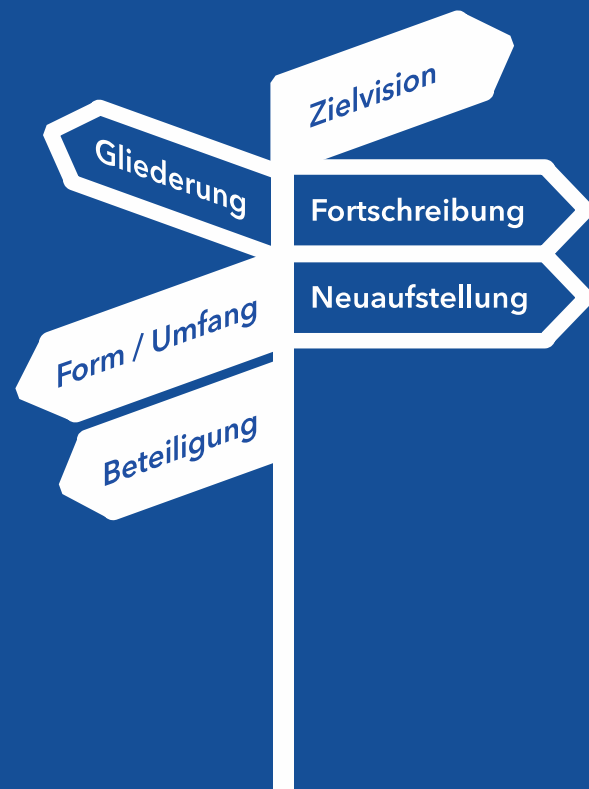 Zielvision
Gliederung
Fortschreibung
Neuaufstellung
Form / Umfang
Beteiligung